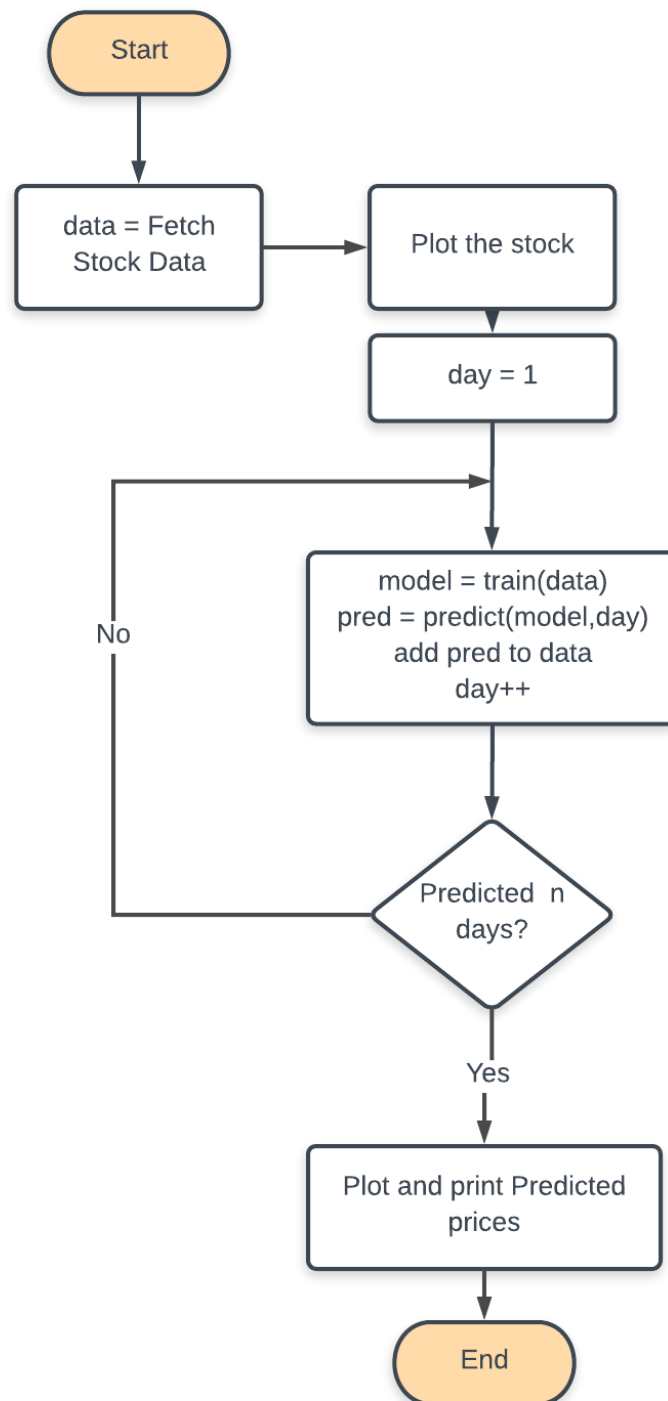 Start
data = Fetch
Stock Data
Plot the stock
day = 1
model = train(data)
pred = predict(model,day)
add pred to data
day++
No
Predicted  n
days?
Yes
Plot and print Predicted
prices
End